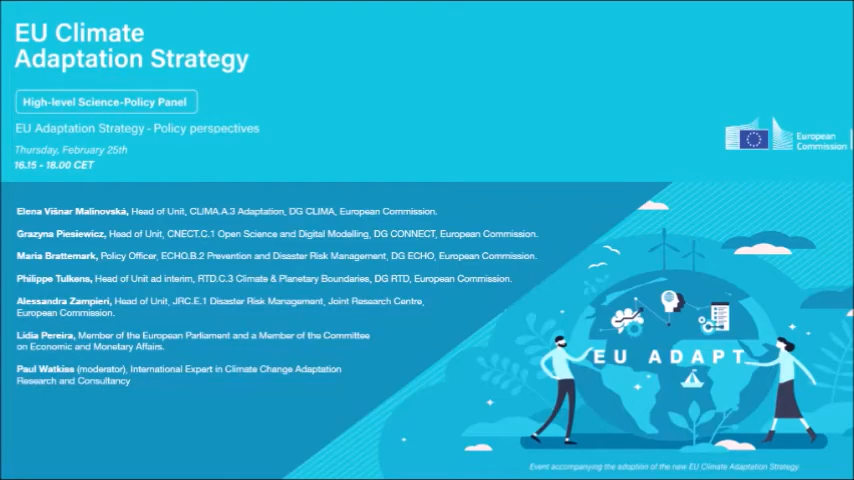 EU Climate
Adaptation Strategy
High-level Science-Policy Panel
EU Adaptation Strategy - Policy perspectives
Thursday, February 25th
16.15 - 18.00 CET
European
Commission
Elena Višnar Malinovská, Head of Unit, CLIMA.A.3 Adaptation, DG CLIMA, European Commission.
Grazyna Piesiewicz, Head of Unit, CNECT.C.1 Open Science and Digital Modelling, DG CONNECT, European Commission.
Maria Brattemark, Policy Officer, ECHO.B.2 Prevention and Disaster Risk Management, DG ECHO, European Commission.
Philippe Tulkens, Head of Unit ad interim, RTD.C.3 Climate & Planetary Boundaries, DG RTD, European Commission.
Alessandra Zampieri, Head of Unit, JRC.E.1 Disaster Risk Management, Joint Research Centre,
European Commission.
Lídia Pereira, Member of the European Parliament and a Member of the Committee
on Economic and Monetary Affairs.
Paul Watkiss (moderator), International Expert in Climate Change Adaptation
Research and Consultancy
EU ADAPT
Event accompanying the adoption of the new EU Climate Adaptation Strategy